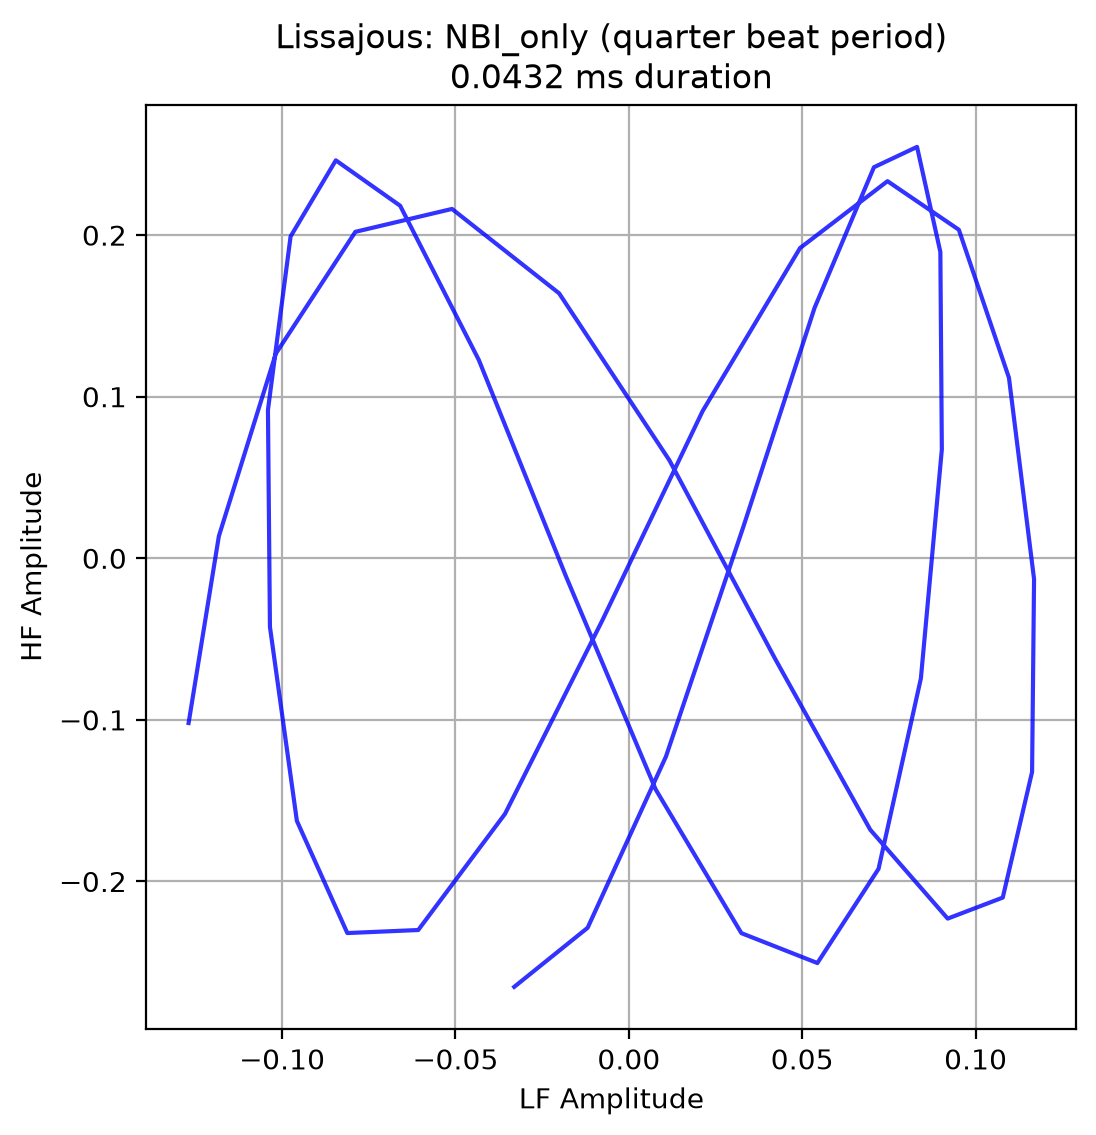 Lissajous: NBI_only (quarter beat period)
0.0432 ms duration
0.2
0.1
0.0
−0.1
−0.2
HF Amplitude
−0.10
−0.05
0.00
0.05
0.10
LF Amplitude